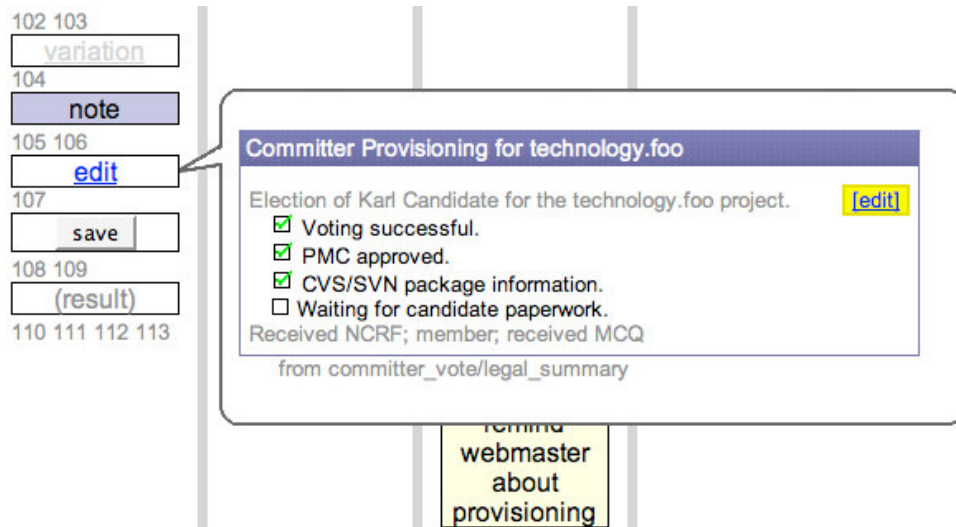 102 103
variation
104
note
105 106
edit
107
save
108 109
(result)
110 111 112 113
Committer Provisioning for technology.foo
Election of Karl Candidate for the technology.foo project.
[edit]
Voting successful.
PMC approved.
CVS/SVN package information.
Waiting for candidate paperwork.
Received NCRF; member; received MCQ
from committer_vote/legal_summary
remind
webmaster
about
provisioning